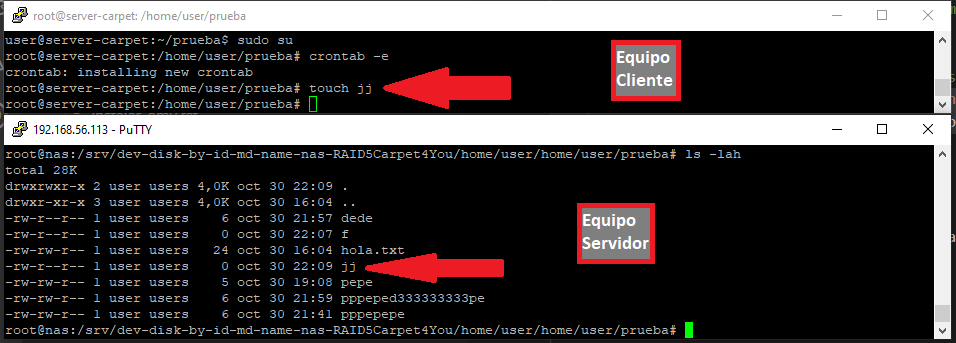 root@server-carpet: /home/user/prueba
user@server-carpet:~/prueba$ sudo su
root@server-carpet:/home/user/prueba# crontab -e
crontab: installing new crontab
root@server-carpet:/home/user/prueba# touch jj
root@server-carpet:/home/user/prueba#
Equipo
Cliente
192.168.56.113 - PuTTY
root@nas:/srv/dev-disk-by-id-md-name-nas-RAID5Carpet4You/home/user/home/user/prueba# ls -lah
total 28K
drwxrwxr-x 2 user users 4,0K oct 30 22:09 .
drwxr-xr-x 3 user users 4,0K oct 30 16:04 ..
-rw-r--r-- 1 user users    6 oct 30 21:57 dede
-rw-r--r-- 1 user users    0 oct 30 22:07 f
-rw-r--r-- 1 user users   24 oct 30 16:04 hola.txt
-rw-r--r-- 1 user users    0 oct 30 22:09 jj
-rw-r--r-- 1 user users    5 oct 30 19:08 pepe
-rw-r--r-- 1 user users    6 oct 30 21:59 pppeped333333333pe
-rw-r--r-- 1 user users    6 oct 30 21:41 pppepepe
root@nas:/srv/dev-disk-by-id-md-name-nas-RAID5Carpet4You/home/user/home/user/prueba#
Equipo
Servidor